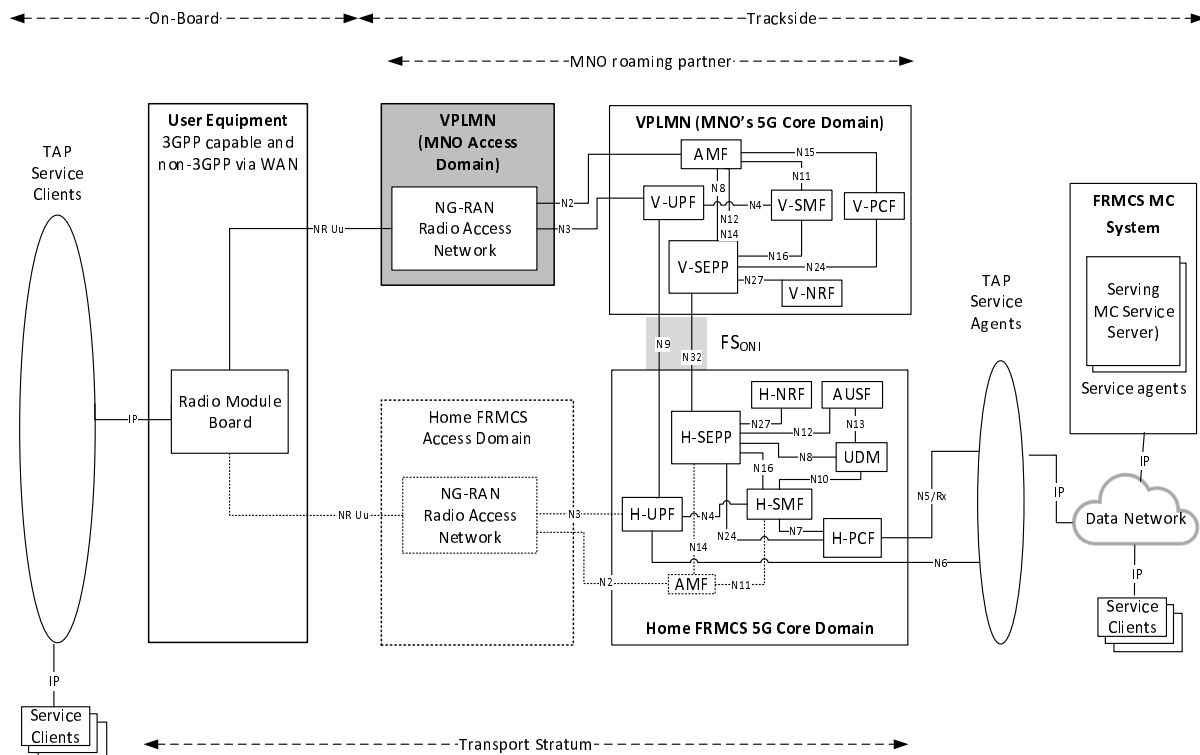 On-Board
Trackside
MNO roaming partner
TAP
Service
Clients
User Equipment
3GPP capable and
non-3GPP via WAN
VPLMN
(MNO Access
Domain)
NG-RAN
Radio Access
Network
VPLMN (MNO's 5G Core Domain)
AMF
N15
N11
N8
N2
N3
V-UPF
N4
V-SMF
V-PCF
N12
N14
NR Uu
V-SEPP
N16
N24
N27
V-NRF
FRMCS MC
System
Serving
MC Service
Server)
Service agents
TAP
Service
Agents
N9
N32
FSONI
Radio Module
Board
IP
Home FRMCS
Access Domain
NG-RAN
Radio Access
Network
NR Uu
N3
N2
H-NRF
AUSF
H-SEPP
N27
N12
N13
N8
UDM
N16
N10
H-UPF
N4
H-SMF
N7
N24
H-PCF
N14
AMF
N11
N5/Rx
N6
Home FRMCS 5G Core Domain
IP
IP
Data Network
IP
Service
Clients
IP
Service
Clients
Transport Stratum